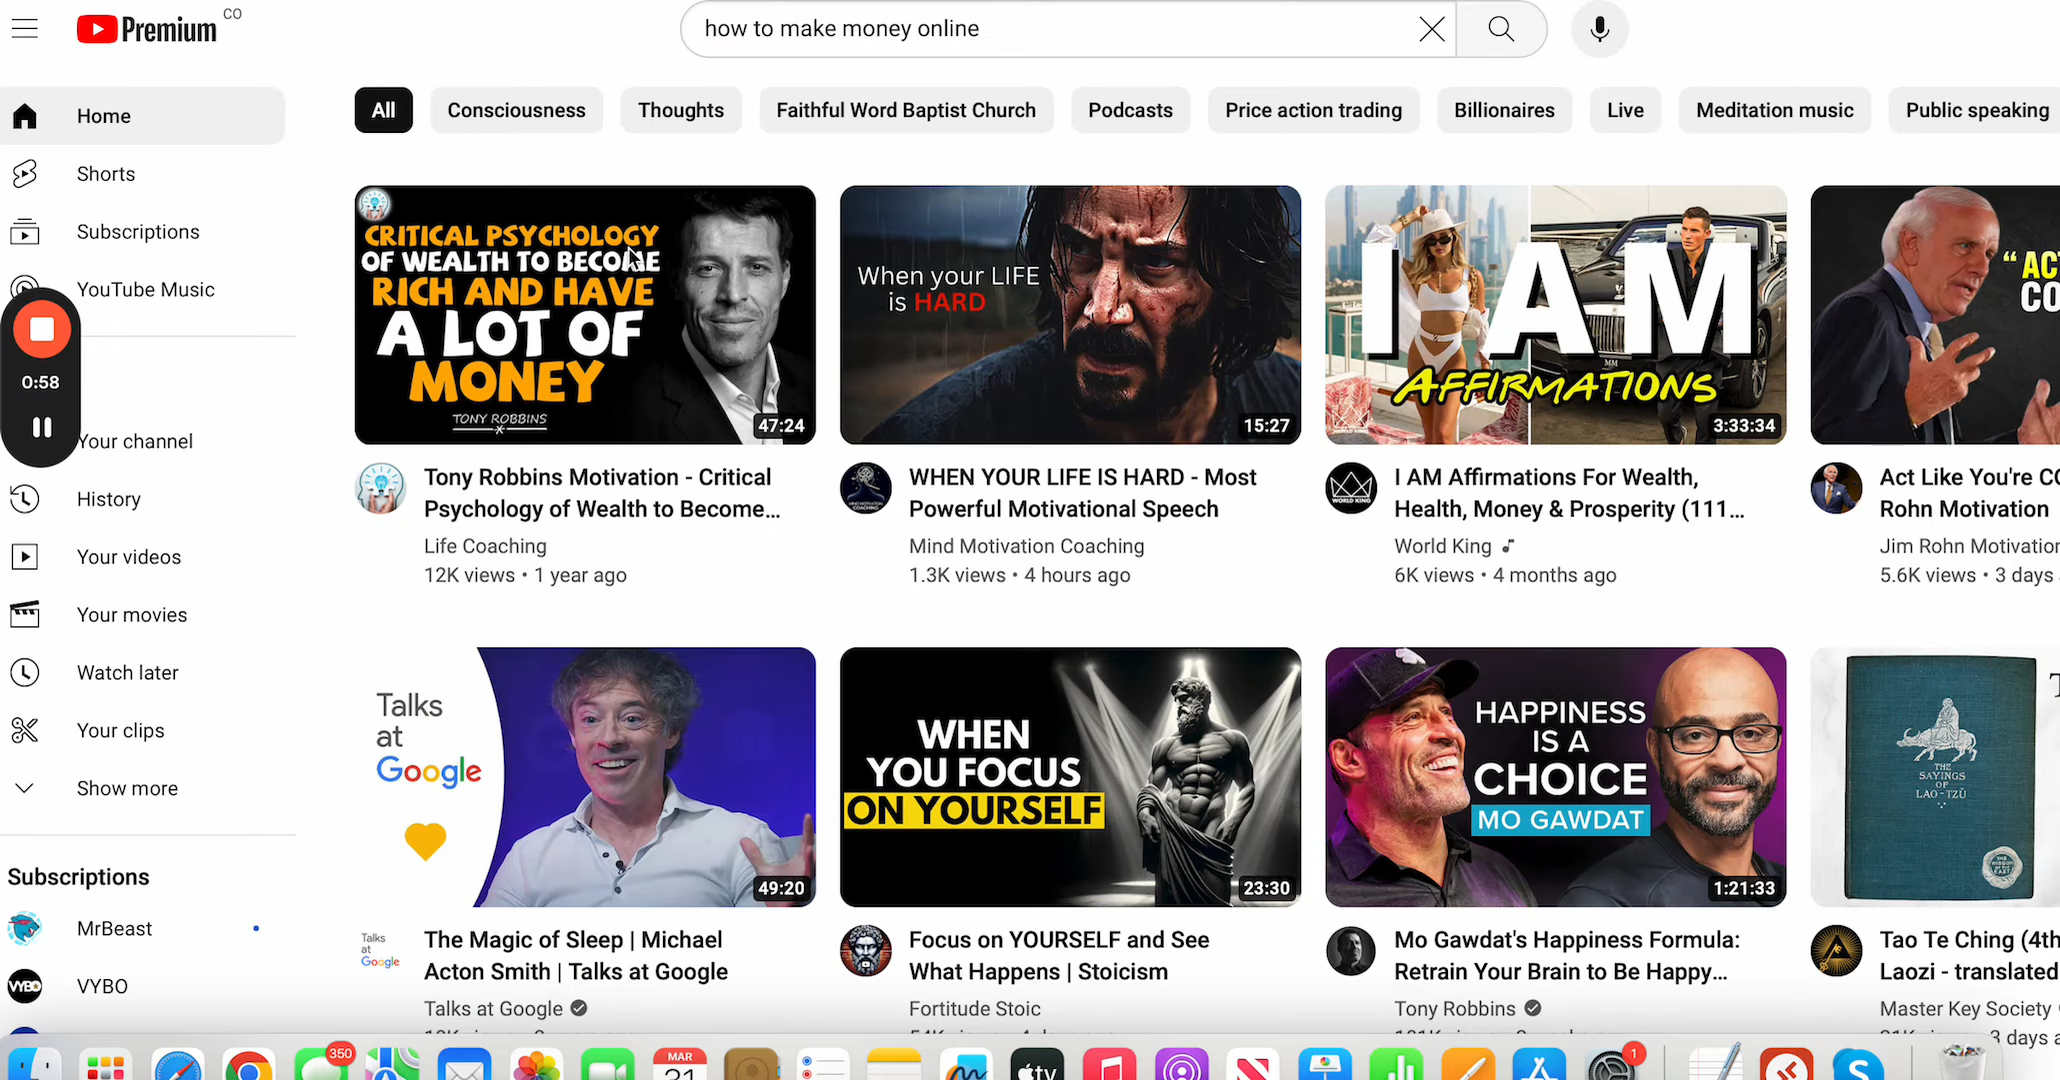 Premium
CO
how to make money online
All
Consciousness
Thoughts
Faithful Word Baptist Church
Podcasts
Price action trading
Billionaires
Live
Meditation music
Public speaking
Home
Shorts
Subscriptions
YouTube Music
0:58
Your channel
History
Your videos
Your movies
Watch later
Your clips
Show more
Subscriptions
MrBeast
VYBO
CRITICAL PSYCHOLOGY
OF WEALTH TO BECOME
RICH AND HAVE
A LOT OF
MONEY
TONY ROBBINS
47:24
Tony Robbins Motivation - Critical
Psychology of Wealth to Become...
Life Coaching
12K views • 1 year ago
When your LIFE
is HARD
15:27
WHEN YOUR LIFE IS HARD - Most
Powerful Motivational Speech
Mind Motivation Coaching
1.3K views • 4 hours ago
I AM
AFFIRMATIONS
3:33:34
WORLD KING
I AM Affirmations For Wealth,
Health, Money & Prosperity (111...
World King
6K views • 4 months ago
“ AC
CO
Act Like You're CO
Rohn Motivation
Jim Rohn Motivation
5.6K views • 3 days
Talks
at
Google
49:20
Talks
at
Google
The Magic of Sleep | Michael
Acton Smith | Talks at Google
Talks at Google
WHEN
YOU FOCUS
ON YOURSELF
23:30
Focus on YOURSELF and See
What Happens | Stoicism
Fortitude Stoic
HAPPINESS
IS A
CHOICE
MO GAWDAT
1:21:33
Mo Gawdat's Happiness Formula:
Retrain Your Brain to Be Happy...
Tony Robbins
THE
SAYINGS
OF
LAO-TZŬ
T
Tao Te Ching (4th
Laozi - translated
Master Key Society
3 days a
350
MAR
31
tv
1